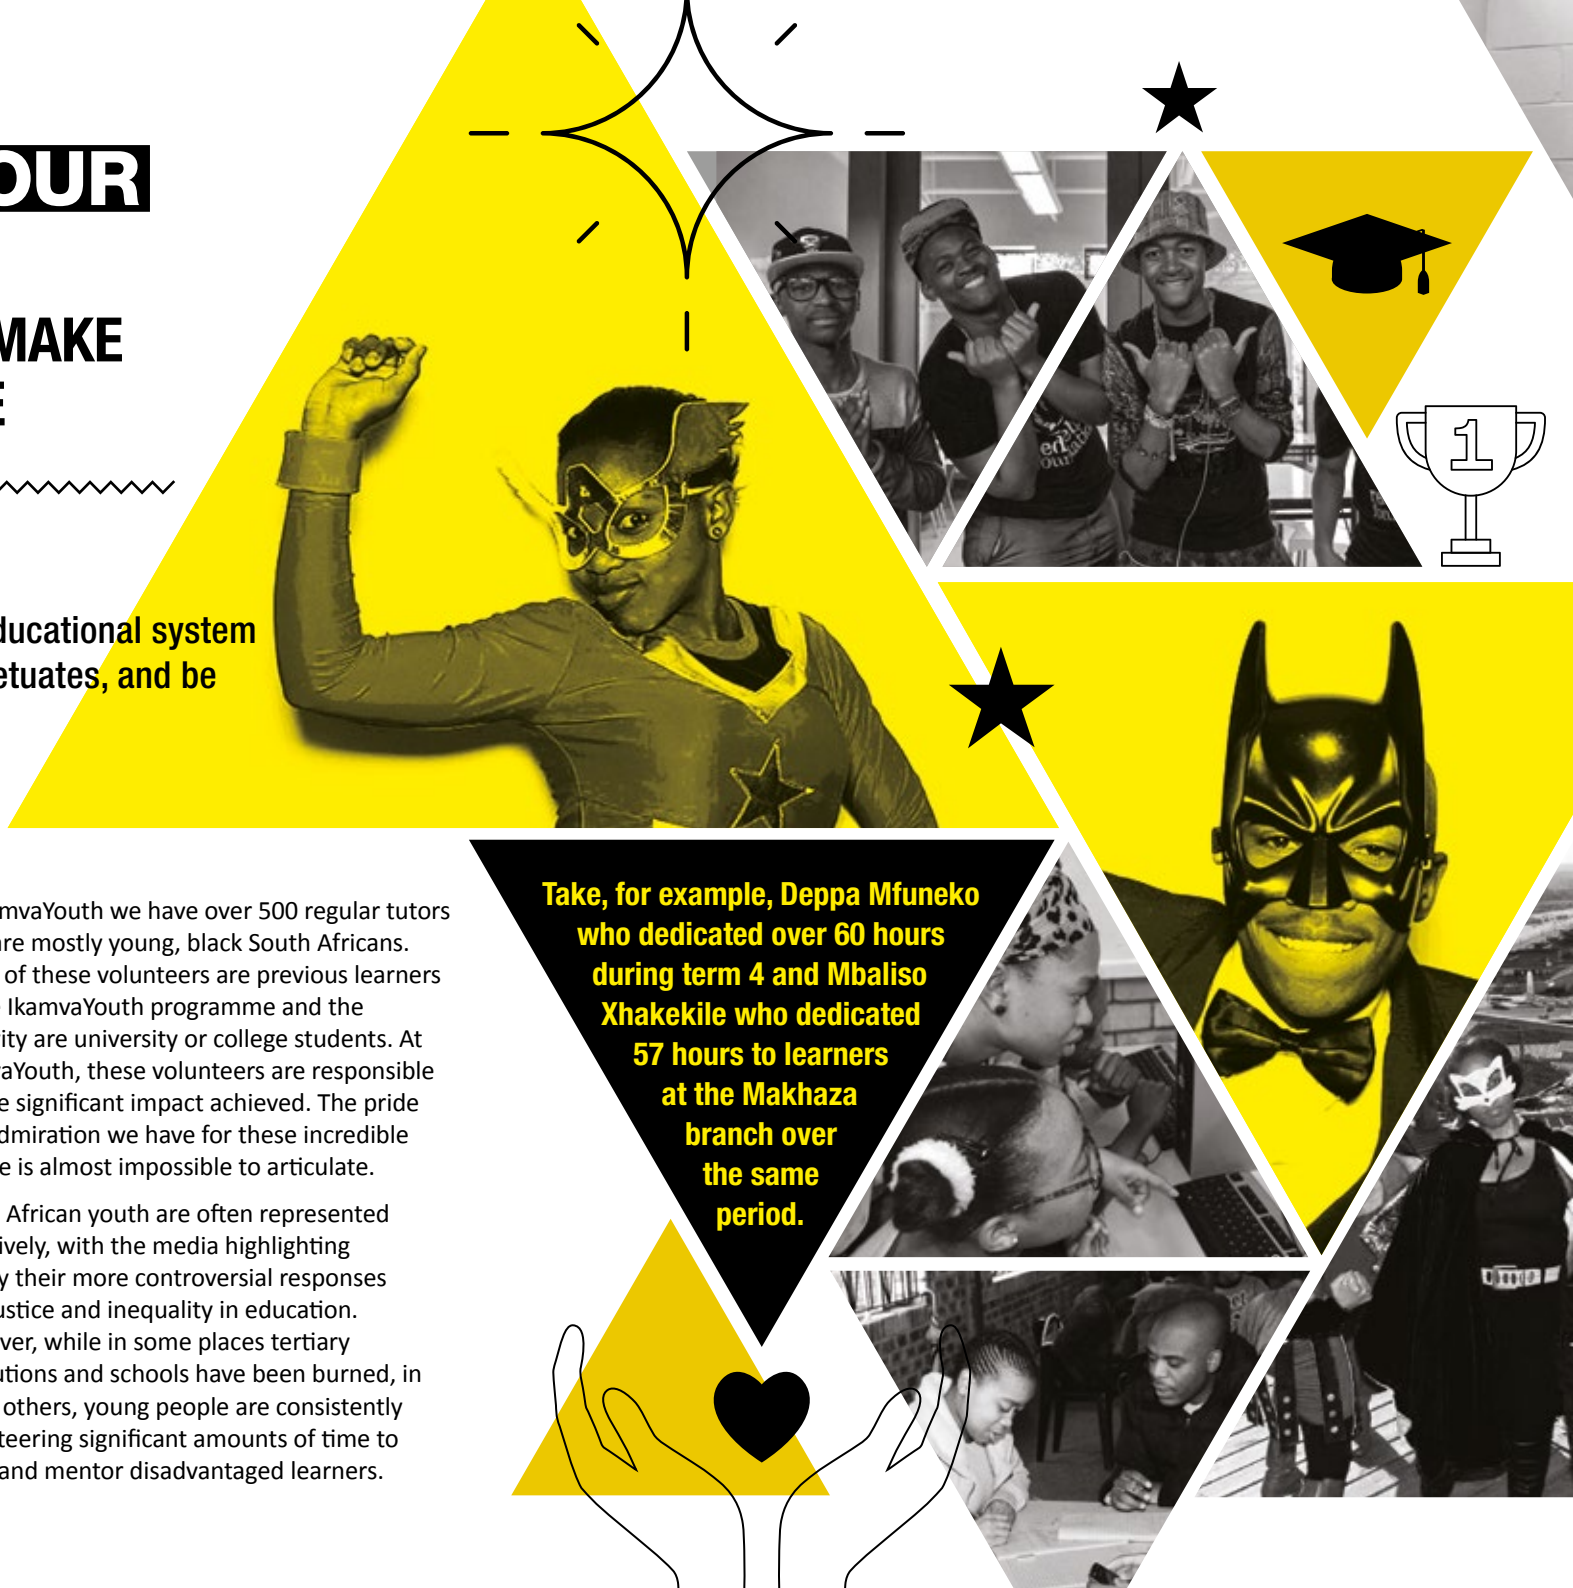 OUR
MAKE
E
ducational system
etuates, and be
mvaYouth we have over 500 regular tutors
are mostly young, black South Africans.
of these volunteers are previous learners
IkamvaYouth programme and the
rity are university or college students. At
vaYouth, these volunteers are responsible
e significant impact achieved. The pride
dmiration we have for these incredible
e is almost impossible to articulate.
African youth are often represented
tively, with the media highlighting
y their more controversial responses
ustice and inequality in education.
ver, while in some places tertiary
utions and schools have been burned, in
others, young people are consistently
teering significant amounts of time to
and mentor disadvantaged learners.
Take, for example, Deppa Mfuneko
who dedicated over 60 hours
during term 4 and Mbaliso
Xhakekile who dedicated
57 hours to learners
at the Makhaza
branch over
the same
period.
1